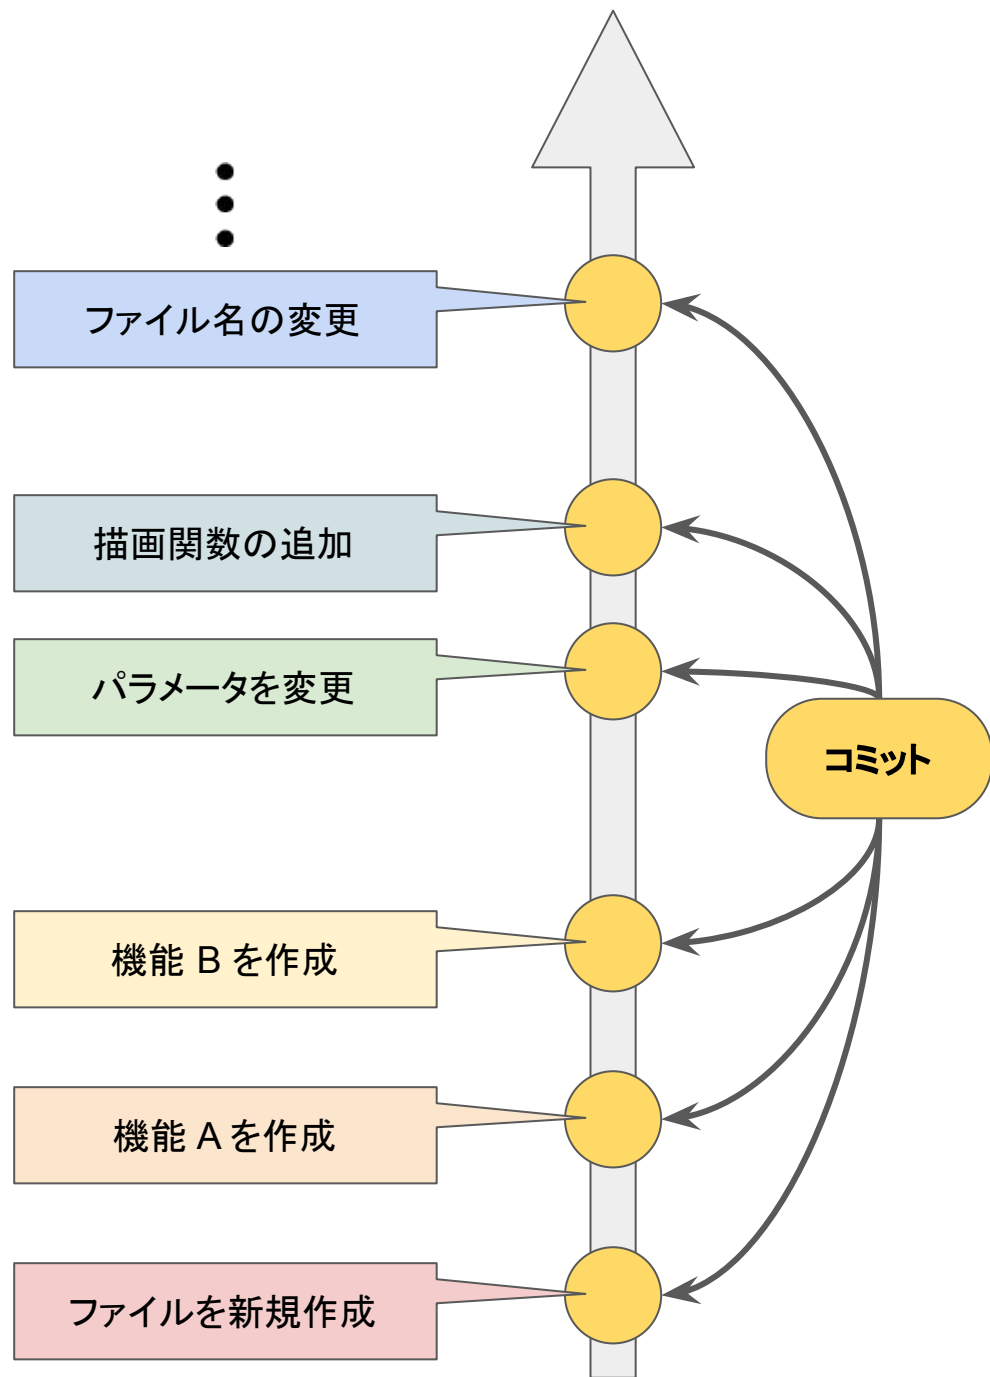 ファイル名の変更
描画関数の追加
パラメータを変更
コミット
機能 B を作成
機能 A を作成
ファイルを新規作成